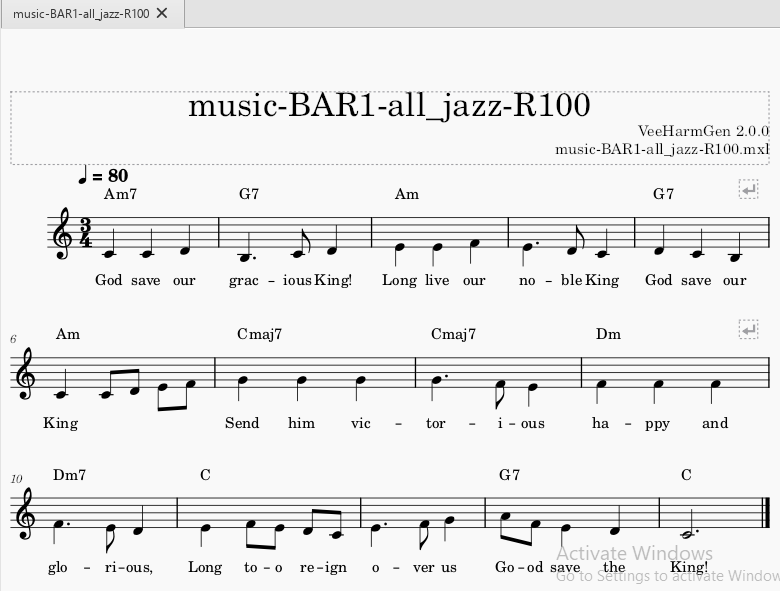 music-BAR1-all_jazz-R100 ✕
music-BAR1-all_jazz-R100
VeeHarmGen 2.0.0
music-BAR1-all_jazz-R100.mxl
= 80
Am7 G7 Am G7
3
4
God save our grac – ious King! Long live our no – ble King God save our
6
Am Cmaj7 Cmaj7 Dm
King Send him vic – tor – i – ous ha – ppy and
10
Dm7 C G7 C
glo – ri – ous, Long to – o re – ign o – ver us Go – od save the King!
Activate Windows
Go to Settings to activate Windows